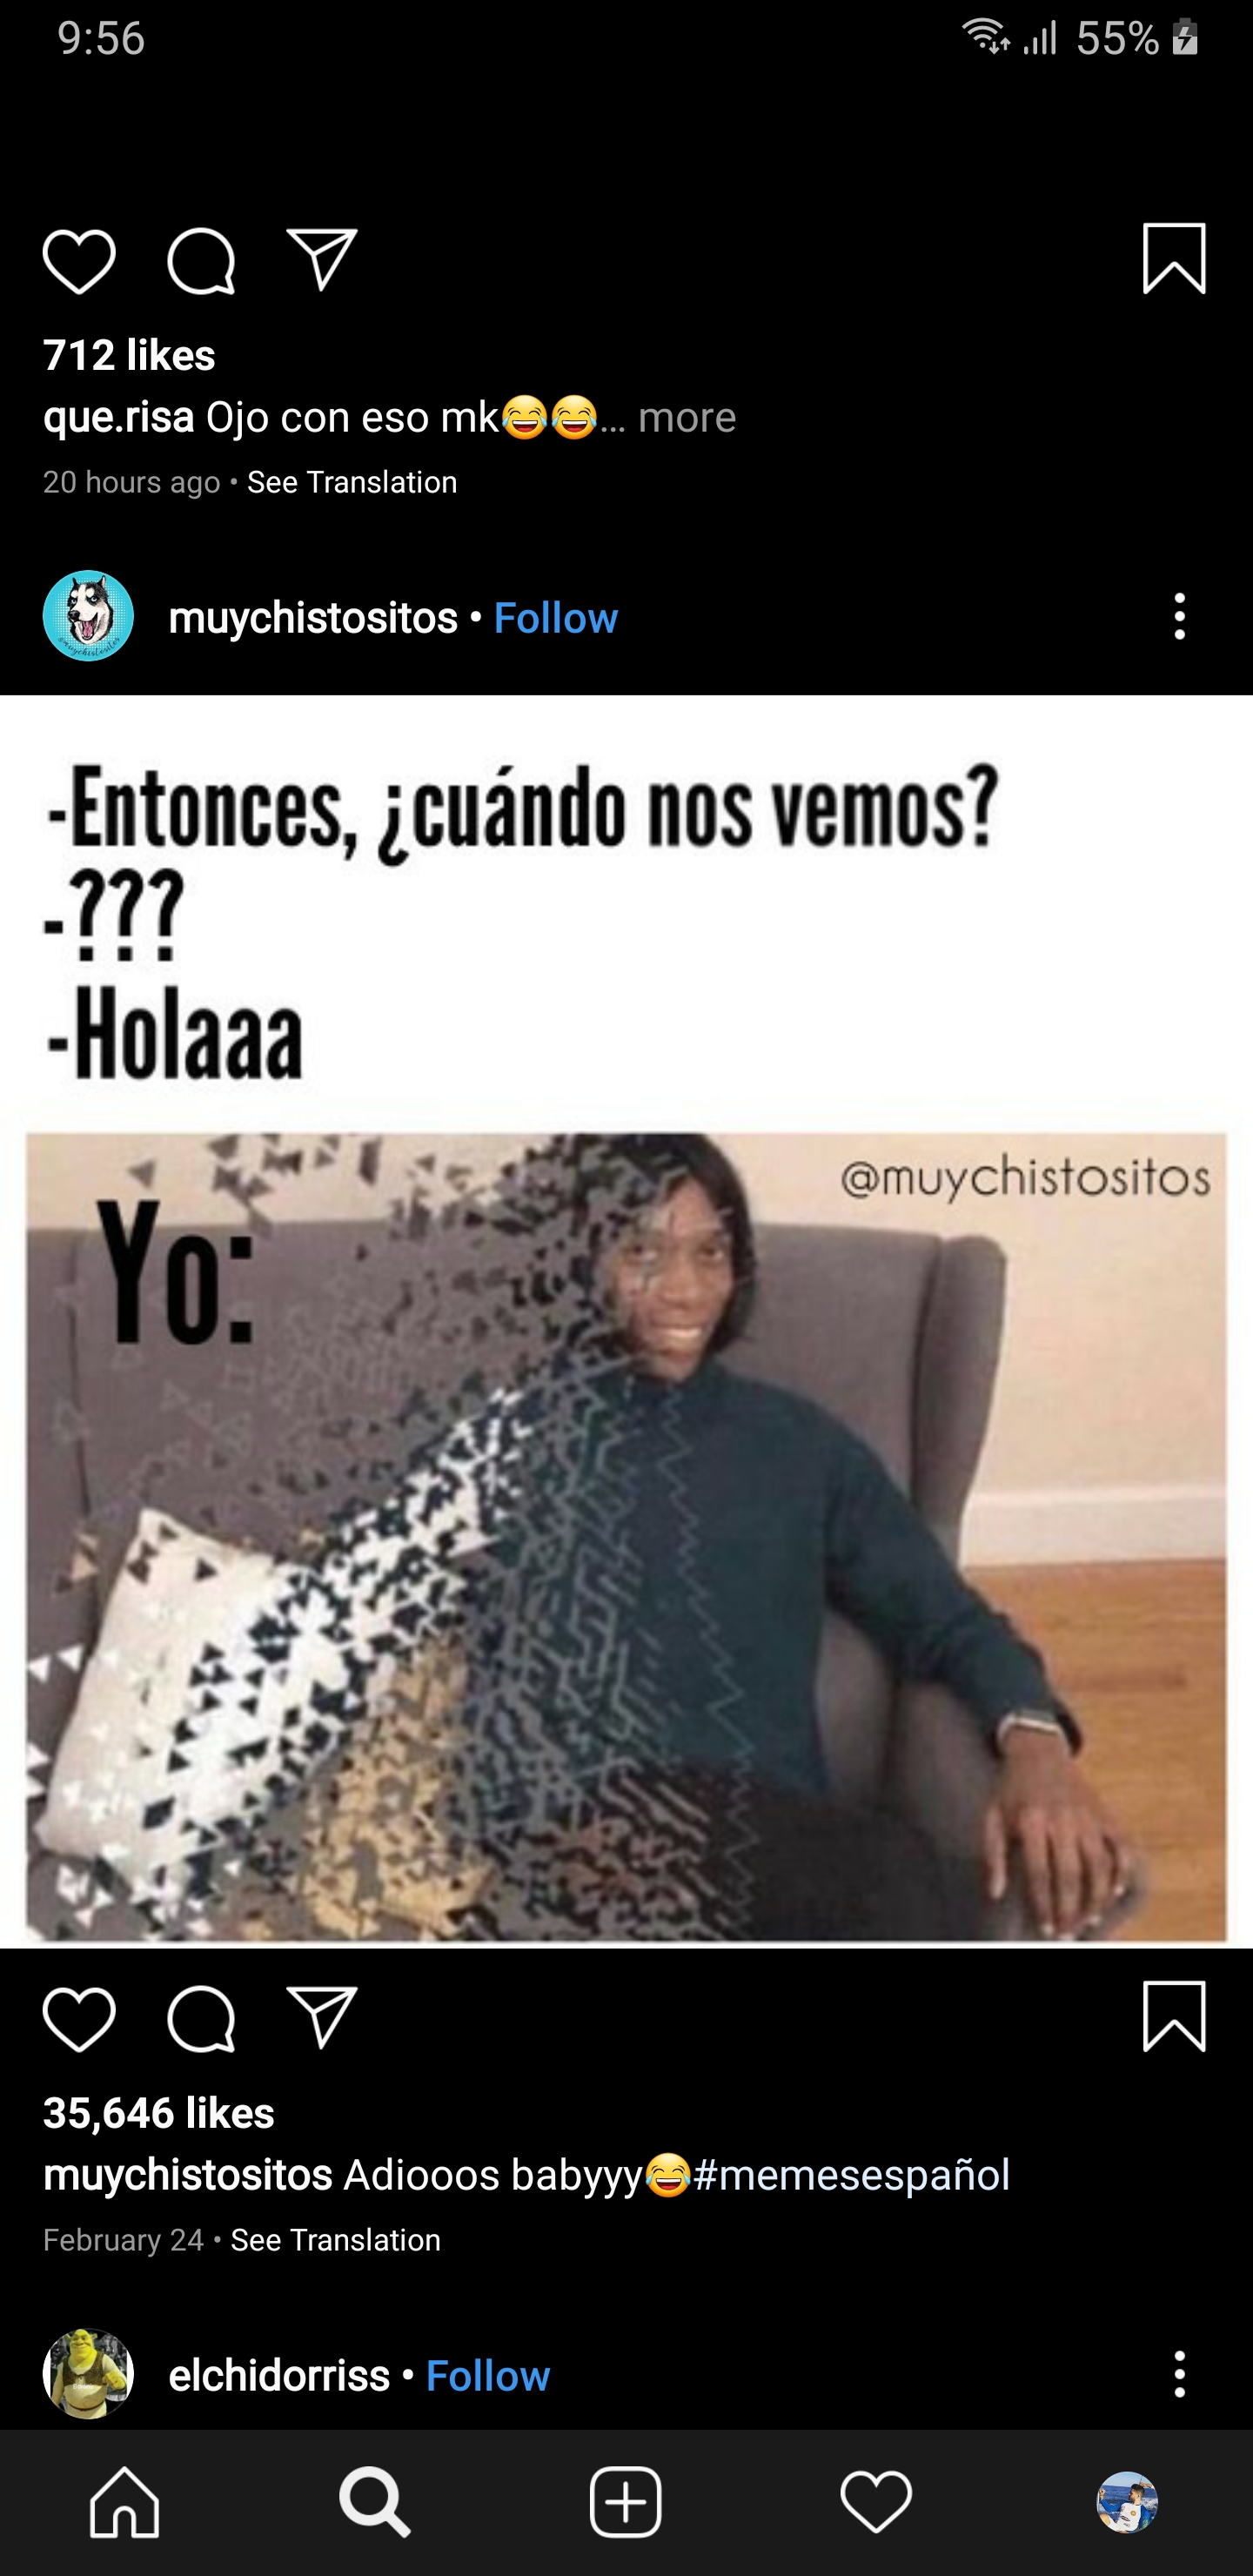 9:56
55%
712 likes
que.risa Ojo con eso mk😂😂... more
20 hours ago • See Translation
muychistositos • Follow
-Entonces, ¿cuándo nos vemos?
-???
-Holaaa
@muychistositos
Yo:
35,646 likes
muychistositos Adiooos babyyy😂#memesespañol
February 24 • See Translation
elchidorriss • Follow